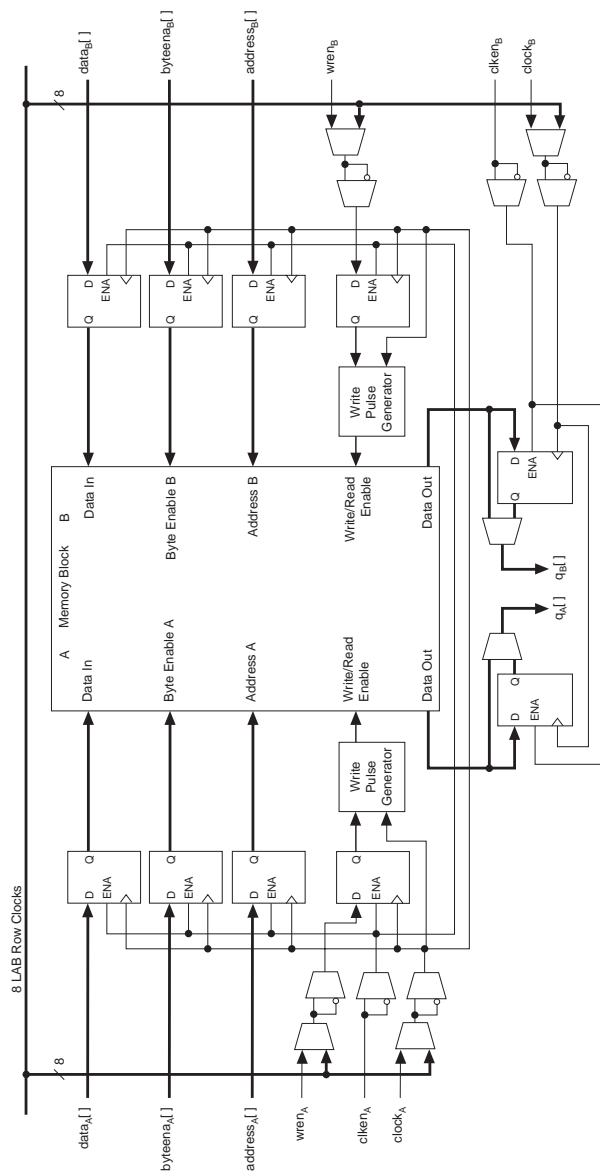 8 LAB Row Clocks
8
8
data_A[ ]
byteena_A[ ]
address_A[ ]
wren_A
clken_A
clock_A
D
Q
ENA
D
Q
ENA
D
Q
ENA
D
Q
ENA
Write
Pulse
Generator
A
Memory Block
B
Data In
Data In
Byte Enable A
Byte Enable B
Address A
Address B
Write/Read
Enable
Write/Read
Enable
Data Out
Data Out
Write
Pulse
Generator
Q
D
ENA
Q
D
ENA
Q
D
ENA
Q
D
ENA
data_B[ ]
byteena_B[ ]
address_B[ ]
wren_B
clken_B
clock_B
D
Q
ENA
q_A[ ]
q_B[ ]
Q
D
ENA